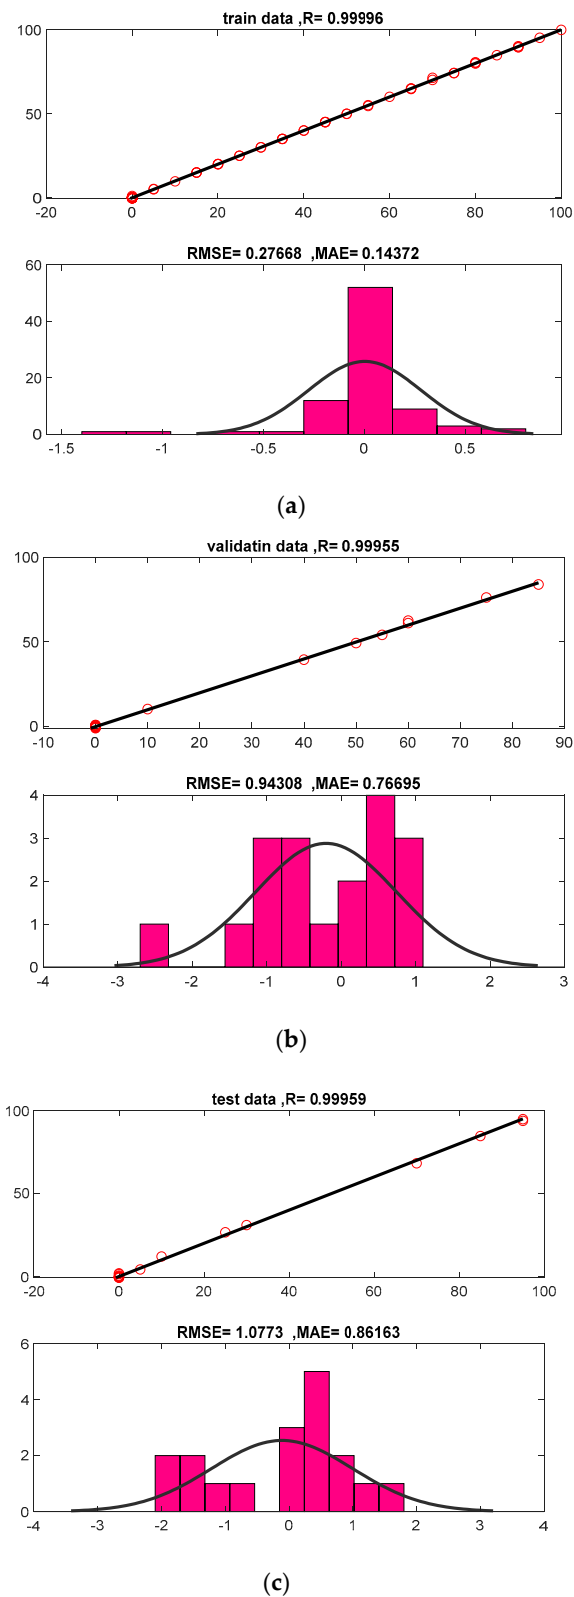 train data ,R= 0.99996
100
50
0
-20 0 20 40 60 80 100
RMSE= 0.27668 ,MAE= 0.14372
60
40
20
0
-1.5 -1 -0.5 0 0.5
(a)
validatin data ,R= 0.99955
100
50
0
-10 0 10 20 30 40 50 60 70 80 90
RMSE= 0.94308 ,MAE= 0.76695
4
3
2
1
0
-4 -3 -2 -1 0 1 2 3
(b)
test data ,R= 0.99959
100
50
0
-20 0 20 40 60 80 100
RMSE= 1.0773 ,MAE= 0.86163
6
4
2
0
-4 -3 -2 -1 0 1 2 3 4
(c)